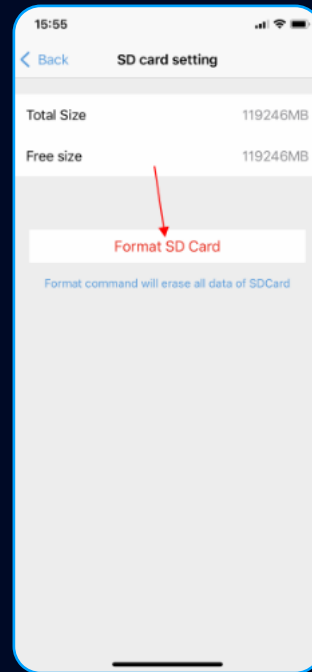 15:55
Back SD card setting
Total Size 119246MB
Free size 119246MB
Format SD Card
Format command will erase all data of SDCard